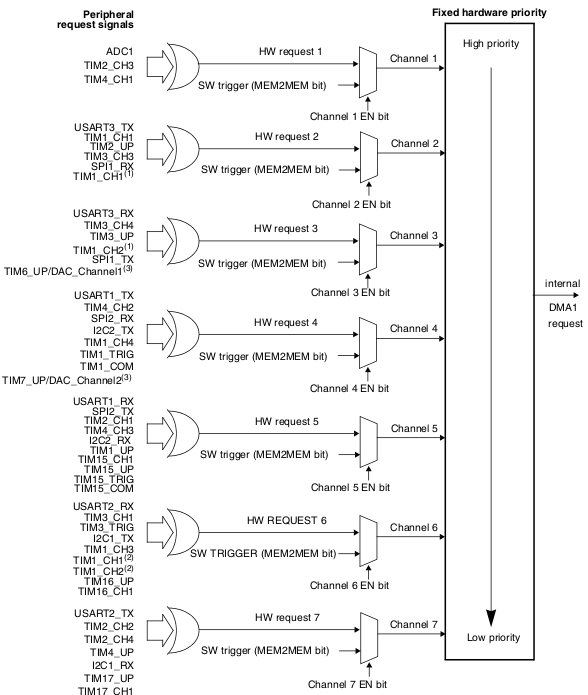 Peripheral
request signals
Fixed hardware priority
High priority
ADC1
TIM2_CH3
TIM4_CH1
HW request 1
SW trigger (MEM2MEM bit)
Channel 1
Channel 1 EN bit
USART3_TX
TIM1_CH1
TIM2_UP
TIM3_CH3
SPI1_RX
TIM1_CH1(1)
HW request 2
SW trigger (MEM2MEM bit)
Channel 2
Channel 2 EN bit
USART3_RX
TIM3_CH4
TIM3_UP
TIM1_CH2(1)
SPI1_TX
TIM6_UP/DAC_Channel1(3)
HW request 3
SW trigger (MEM2MEM bit)
Channel 3
Channel 3 EN bit
internal
DMA1
request
USART1_TX
TIM4_CH2
SPI2_RX
I2C2_TX
TIM1_CH4
TIM1_TRIG
TIM1_COM
TIM7_UP/DAC_Channel2(3)
HW request 4
SW trigger (MEM2MEM bit)
Channel 4
Channel 4 EN bit
USART1_RX
SPI2_TX
TIM2_CH1
TIM4_CH3
I2C2_RX
TIM1_UP
TIM15_CH1
TIM15_UP
TIM15_TRIG
TIM15_COM
HW request 5
SW trigger (MEM2MEM bit)
Channel 5
Channel 5 EN bit
USART2_RX
TIM3_CH1
TIM3_TRIG
I2C1_TX
TIM1_CH3
TIM1_CH1(2)
TIM1_CH2(2)
TIM16_UP
TIM16_CH1
HW REQUEST 6
SW TRIGGER (MEM2MEM bit)
Channel 6
Channel 6 EN bit
USART2_TX
TIM2_CH2
TIM2_CH4
TIM4_UP
I2C1_RX
TIM17_UP
TIM17_CH1
HW request 7
SW trigger (MEM2MEM bit)
Channel 7
Channel 7 EN bit
Low priority